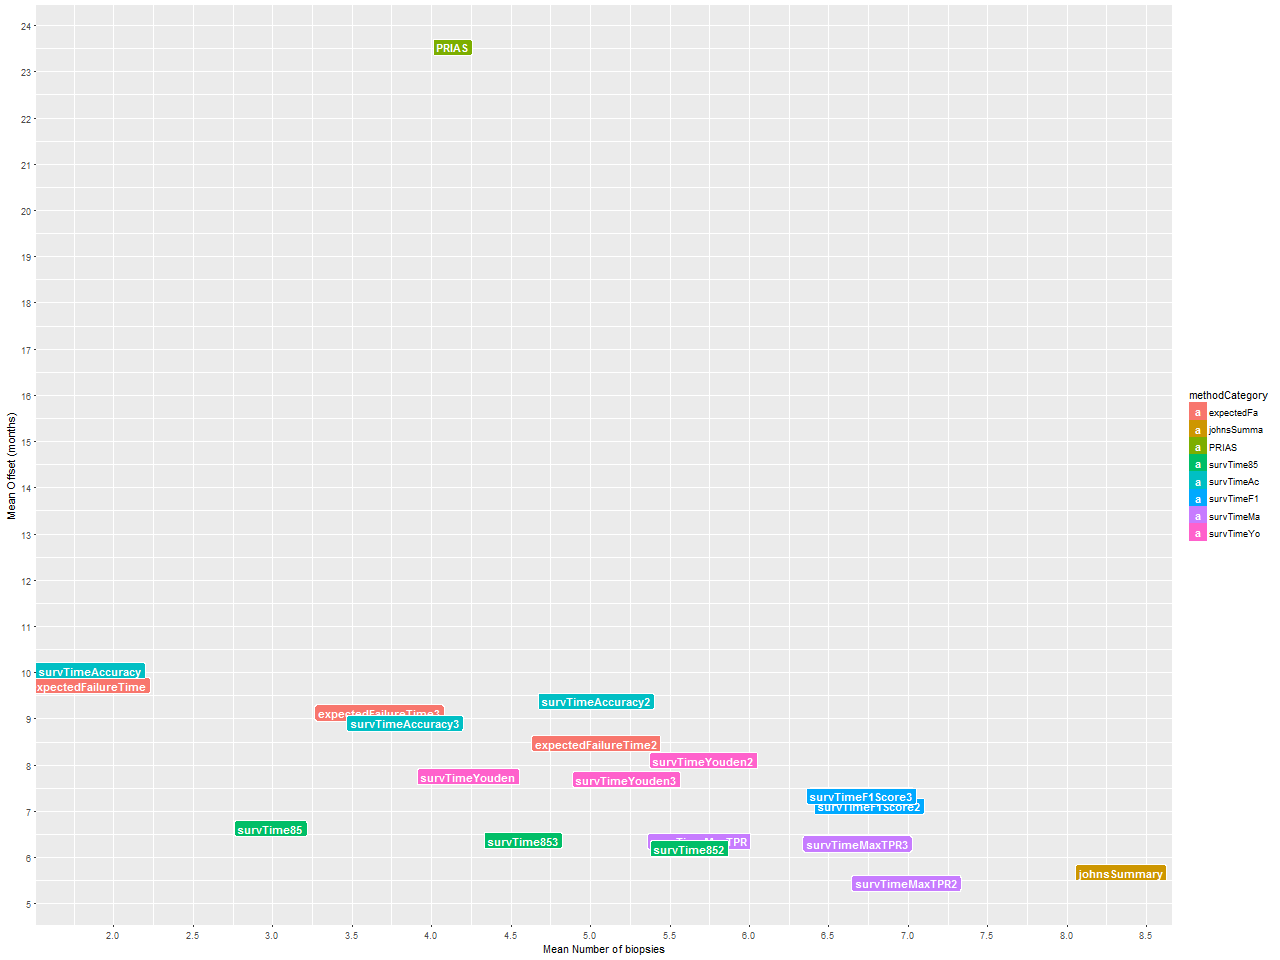 24
PRIAS
23
22
21
20
19
18
17
16
15
14
13
12
11
10
9
8
7
6
5
Mean Offset (months)
survTimeAccuracy
xpectedFailureTime
survTimeAccuracy2
expectedFailureTime3
survTimeAccuracy3
expectedFailureTime2
survTimeYouden2
survTimeYouden
survTimeYouden3
survTimeF1Score3
survTimeF1Score2
survTime85
survTime853
TPR
survTime852
survTimeMaxTPR3
survTimeMaxTPR2
johnsSummary
2.0 2.5 3.0 3.5 4.0 4.5 5.0 5.5 6.0 6.5 7.0 7.5 8.0 8.5
Mean Number of biopsies
methodCategory
a expectedFa
a johnsSumma
a PRIAS
a survTime85
a survTimeAc
a survTimeF1
a survTimeMa
a survTimeYo